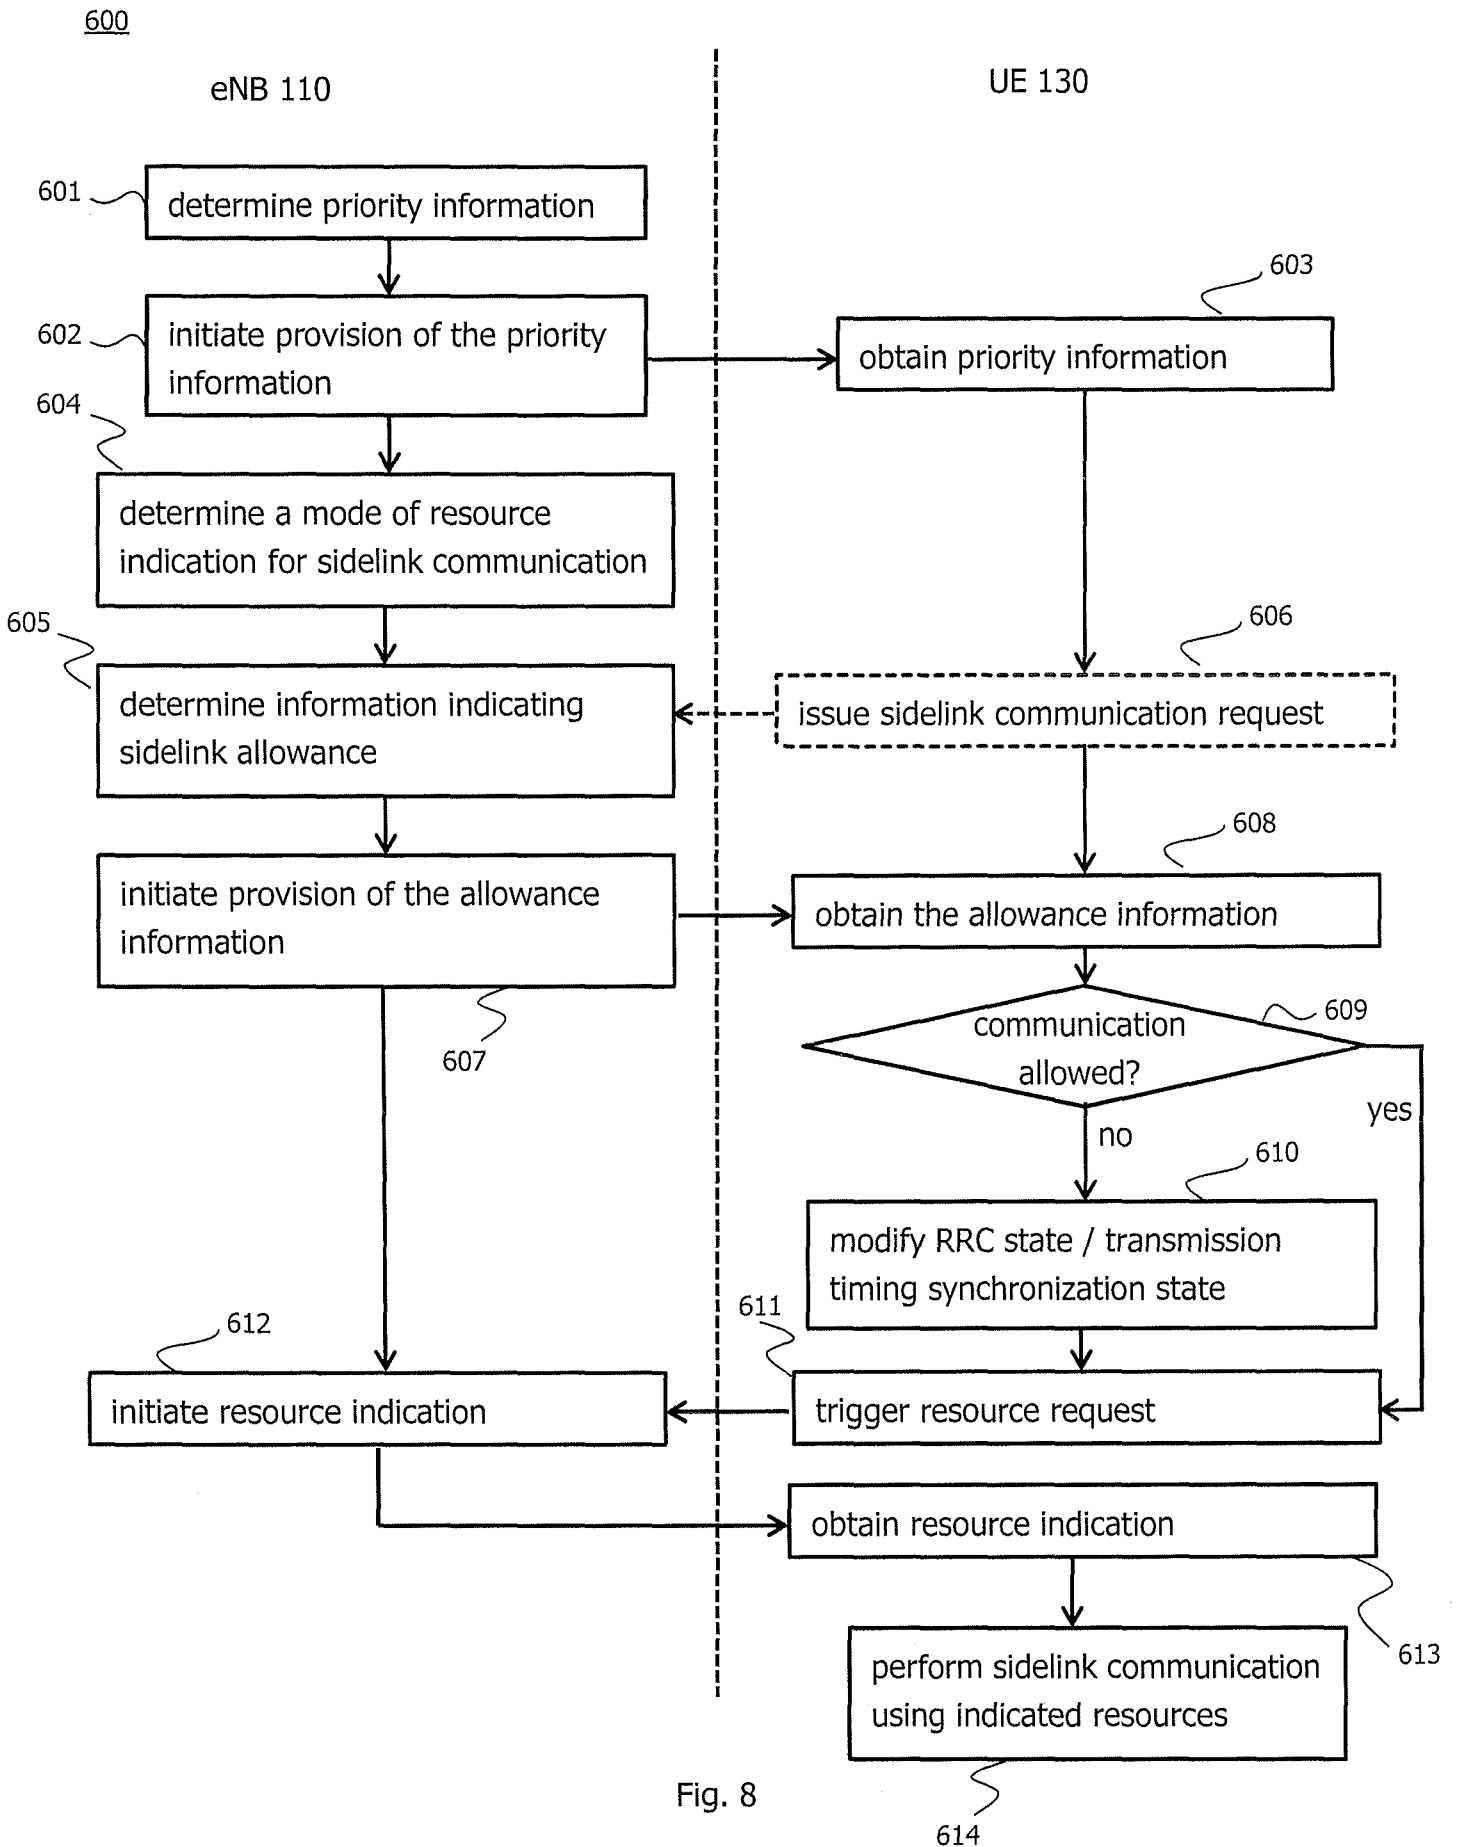 600
eNB 110
UE 130
601
determine priority information
602
initiate provision of the priority
information
603
obtain priority information
604
determine a mode of resource
indication for sidelink communication
605
determine information indicating
sidelink allowance
606
issue sidelink communication request
607
initiate provision of the allowance
information
608
obtain the allowance information
609
communication
allowed?
yes
no
610
modify RRC state / transmission
timing synchronization state
611
trigger resource request
612
initiate resource indication
obtain resource indication
613
perform sidelink communication
using indicated resources
614
Fig. 8